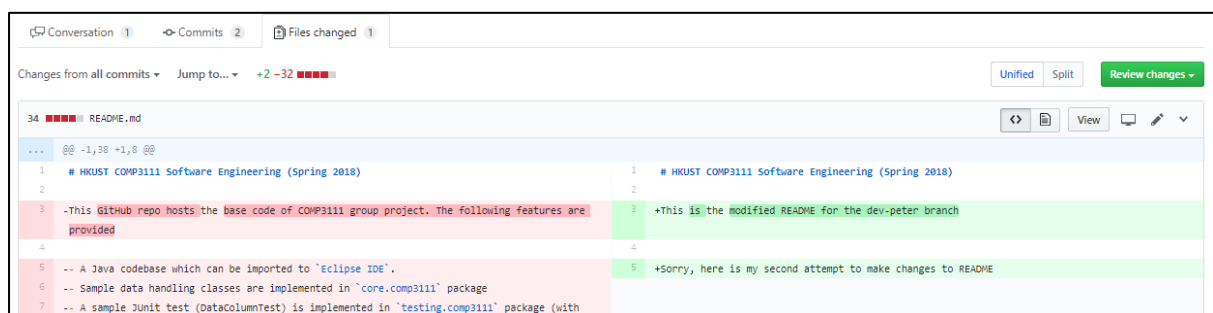 Conversation 1 Commits 2 Files changed 1
Changes from all commits Jump to... +2 −32 Unified Split Review changes
34 README.md <> View
... @@ -1,38 +1,8 @@
1 # HKUST COMP3111 Software Engineering (Spring 2018) 1 # HKUST COMP3111 Software Engineering (Spring 2018)
2 2
3 -This GitHub repo hosts the base code of COMP3111 group project. The following features are 3 +This is the modified README for the dev-peter branch
provided
4 4
5 -- A Java codebase which can be imported to `Eclipse IDE`. 5 +Sorry, here is my second attempt to make changes to README
6 -- Sample data handling classes are implemented in `core.comp3111` package
7 -- A sample JUnit test (DataColumnTest) is implemented in `testing.comp3111` package (with